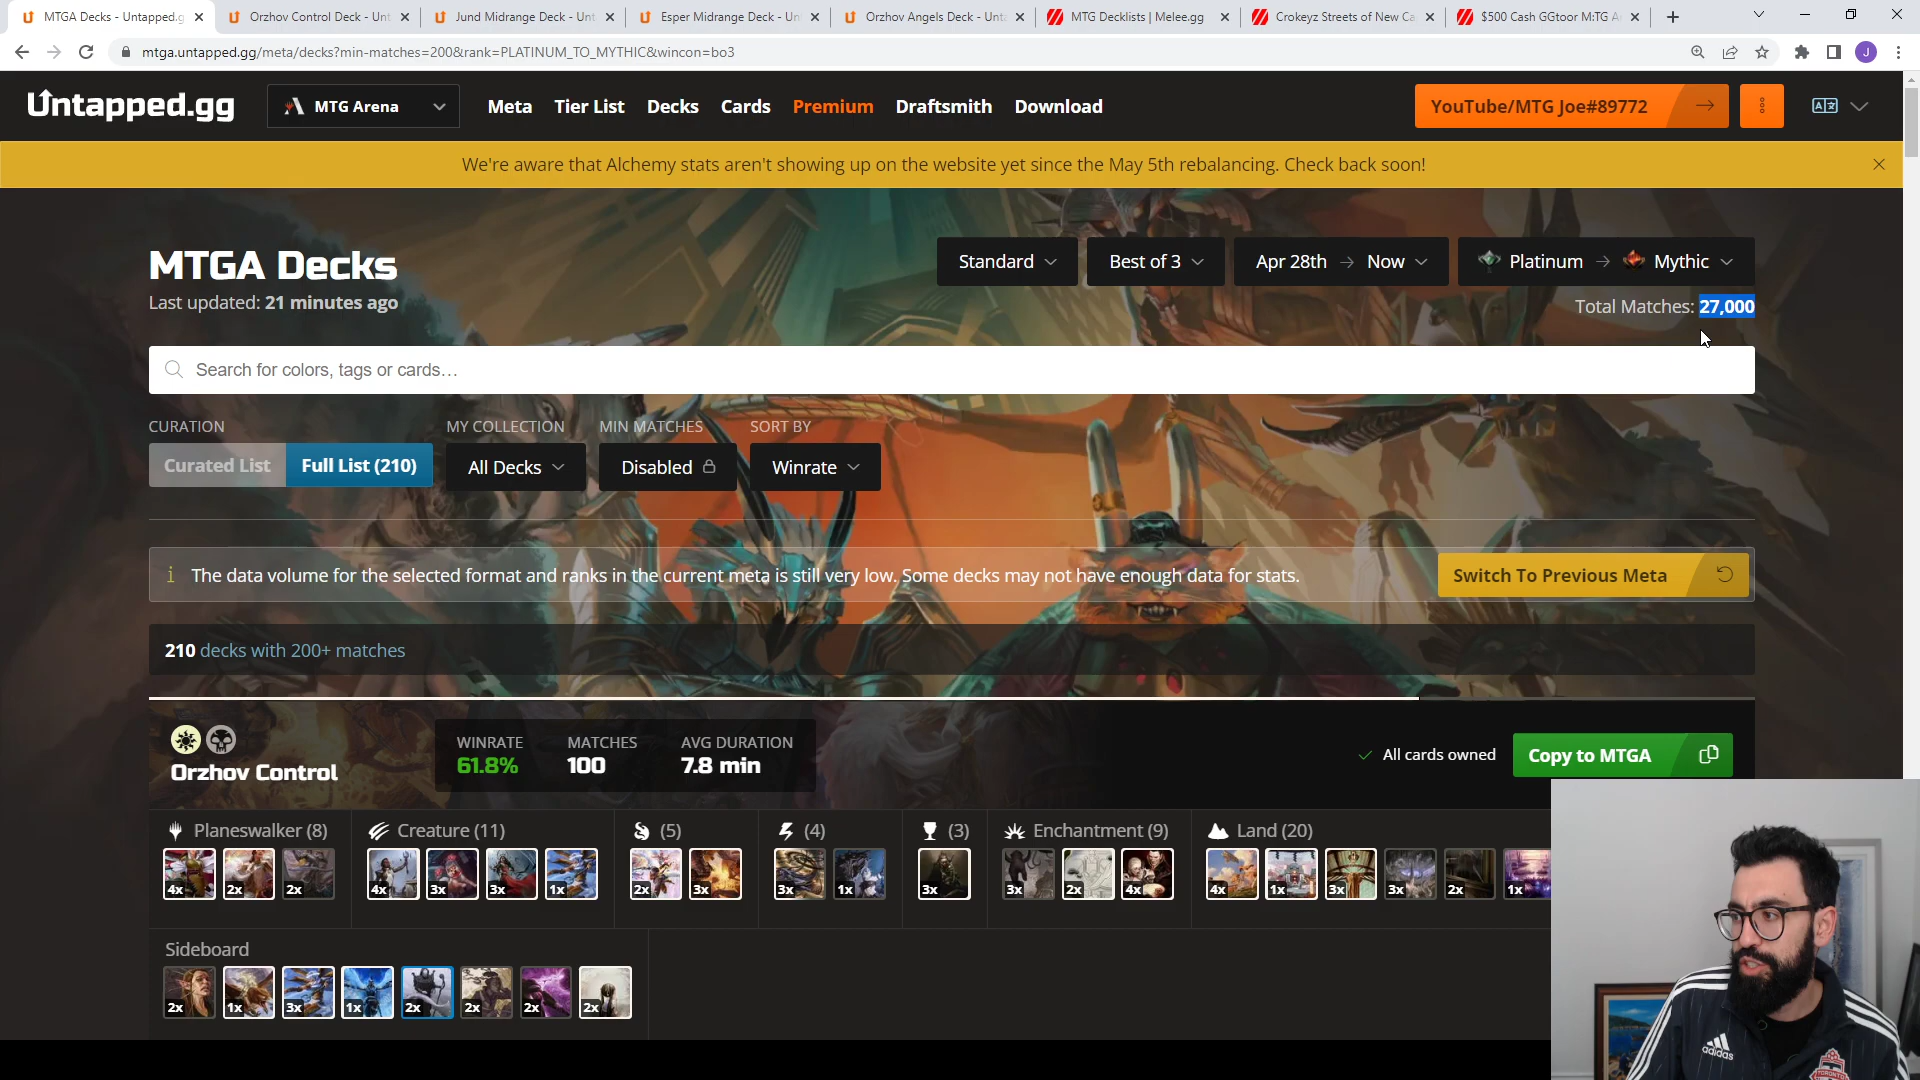 MTGA Decks - Untapped.g
Orzhov Control Deck - Unt
Jund Midrange Deck - Unt
Esper Midrange Deck - Un
Orzhov Angels Deck - Unta
MTG Decklists | Melee.gg
Crokeyz Streets of New Ca
$500 Cash GGtoor M:TG A
mtga.untapped.gg/meta/decks?min-matches=200&rank=PLATINUM_TO_MYTHIC&wincon=bo3
J
Untapped.gg
MTG Arena
Meta
Tier List
Decks
Cards
Premium
Draftsmith
Download
YouTube/MTG Joe#89772
We're aware that Alchemy stats aren't showing up on the website yet since the May 5th rebalancing. Check back soon!
MTGA Decks
Standard
Best of 3
Apr 28th → Now
Platinum → Mythic
Last updated: 21 minutes ago
Total Matches: 27,000
Search for colors, tags or cards…
CURATION
MY COLLECTION
MIN MATCHES
SORT BY
Curated List
Full List (210)
All Decks
Disabled
Winrate
The data volume for the selected format and ranks in the current meta is still very low. Some decks may not have enough data for stats.
Switch To Previous Meta
210 decks with 200+ matches
Orzhov Control
WINRATE
61.8%
MATCHES
100
AVG DURATION
7.8 min
All cards owned
Copy to MTGA
Planeswalker (8)
Creature (11)
(5)
(4)
(3)
Enchantment (9)
Land (20)
4x 2x 2x 4x 3x 3x 1x 2x 3x 3x 1x 3x 3x 2x 4x 4x 1x 3x 3x 2x 1x
Sideboard
2x 1x 3x 1x 2x 2x 2x 2x
adidas